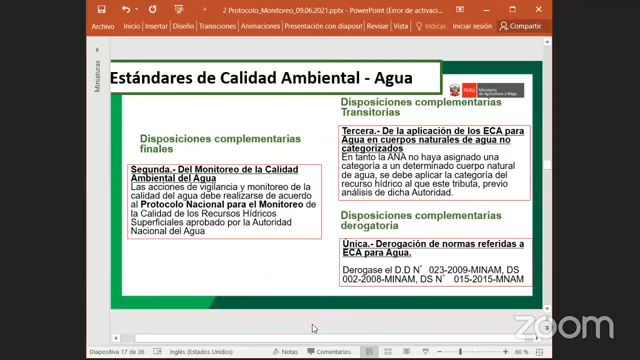 2 Protocolo_Monitoreo_09.06.2021.pptx - PowerPoint (Error de activac...
Archivo Inicio Insertar Diseño Transiciones Animaciones Presentación con diaposit Revisar Vista Indicar Iniciar sesión Compartir
Miniaturas
Estándares de Calidad Ambiental - Agua
PERÚ Ministerio de Agricultura y Riego
Disposiciones complementarias
finales
Segunda.- Del Monitoreo de la Calidad
Ambiental del Agua
Las acciones de vigilancia y monitoreo de la
calidad del agua debe realizarse de acuerdo
al Protocolo Nacional para el Monitoreo de
la Calidad de los Recursos Hídricos
Superficiales aprobado por la Autoridad
Nacional del Agua
Disposiciones complementarias
Transitorias
Tercera.- De la aplicación de los ECA para
Agua en cuerpos naturales de agua no
categorizados
En tanto la ANA no haya asignado una
categoría a un determinado cuerpo natural
de agua, se debe aplicar la categoría del
recurso hídrico al que este tributa, previo
análisis de dicha Autoridad.
Disposiciones complementarias
derogatoria
Única.- Derogación de normas referidas a
ECA para Agua.
Derogase el D.D N° 023-2009-MINAM, DS
002-2008-MINAM, DS N° 015-2015-MNAM
zoom
Diapositiva 17 de 36 Inglés (Estados Unidos) Notas Comentarios 60 %